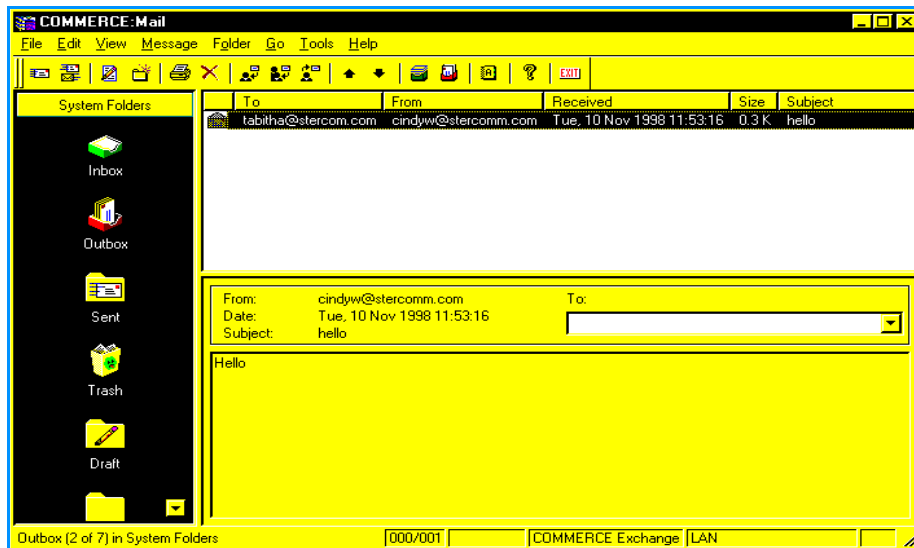 COMMERCE:Mail
File Edit View Message Folder Go Tools Help
EXIT
System Folders
To From Received Size Subject
tabitha@stercom.com cindyw@stercomm.com Tue, 10 Nov 1998 11:53:16 0.3 K hello
Inbox
Outbox
Sent
Trash
Draft
From: cindyw@stercomm.com To:
Date: Tue, 10 Nov 1998 11:53:16
Subject: hello
Hello
Outbox (2 of 7) in System Folders 000/001 COMMERCE Exchange LAN